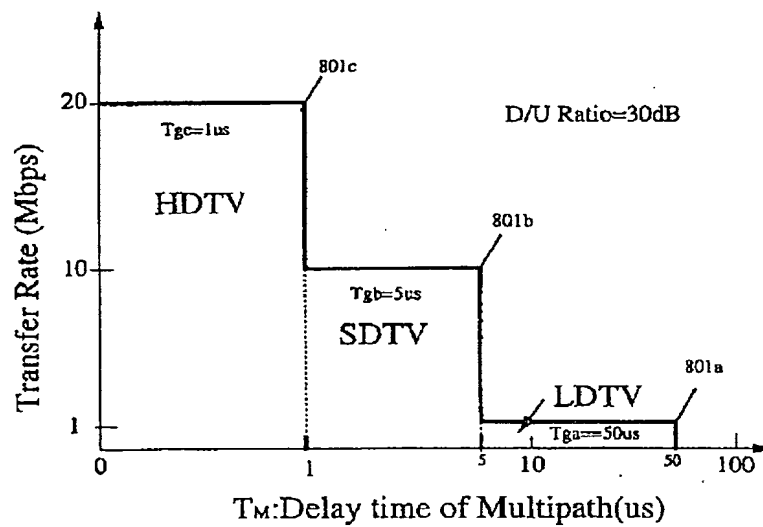 801c
20
Tgc=1us
D/U Ratio=30dB
HDTV
801b
10
Tgb=5us
SDTV
Transfer Rate (Mbps)
801a
LDTV
1
Tga==50us
0
1
5
10
50
100
TM:Delay time of Multipath(us)